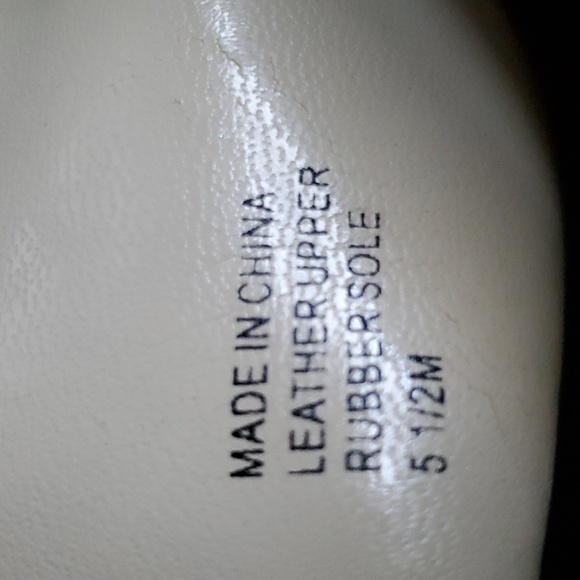 MADE IN CHINA
LEATHER UPPER
RUBBER SOLE
5 1/2M